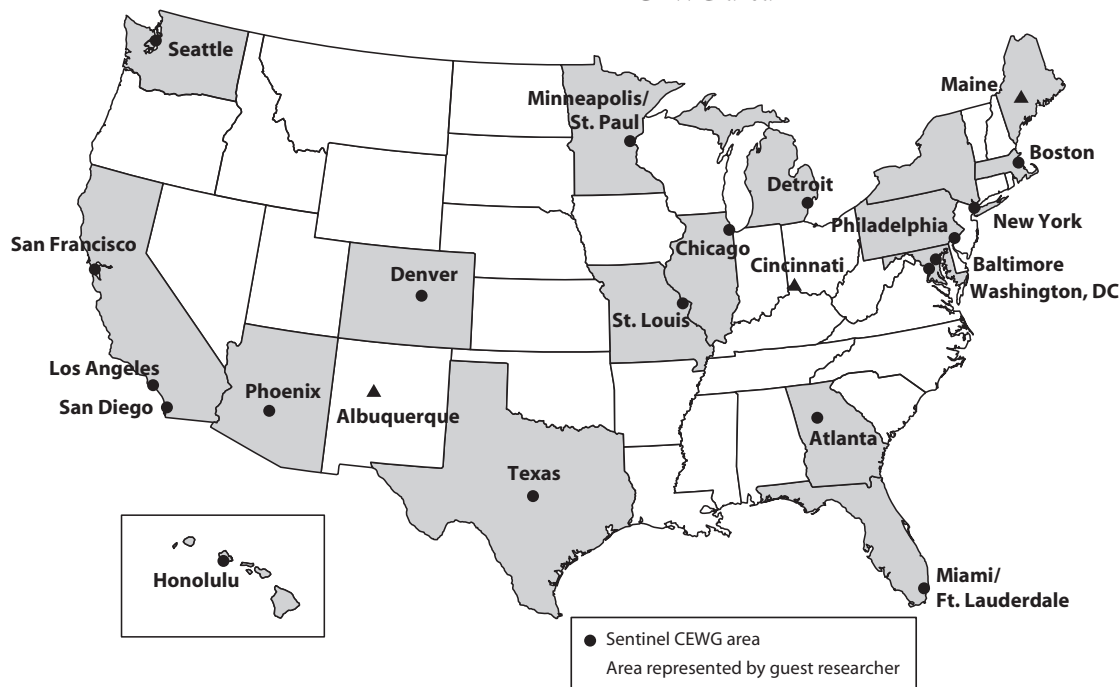 Seattle
Minneapolis/
St. Paul
Maine
Boston
Detroit
New York
Philadelphia
San Francisco
Chicago
Cincinnati
Baltimore
Washington, DC
Denver
St. Louis
Los Angeles
San Diego
Phoenix
Albuquerque
Atlanta
Texas
Honolulu
Miami/
Ft. Lauderdale
Sentinel CEWG area
Area represented by guest researcher